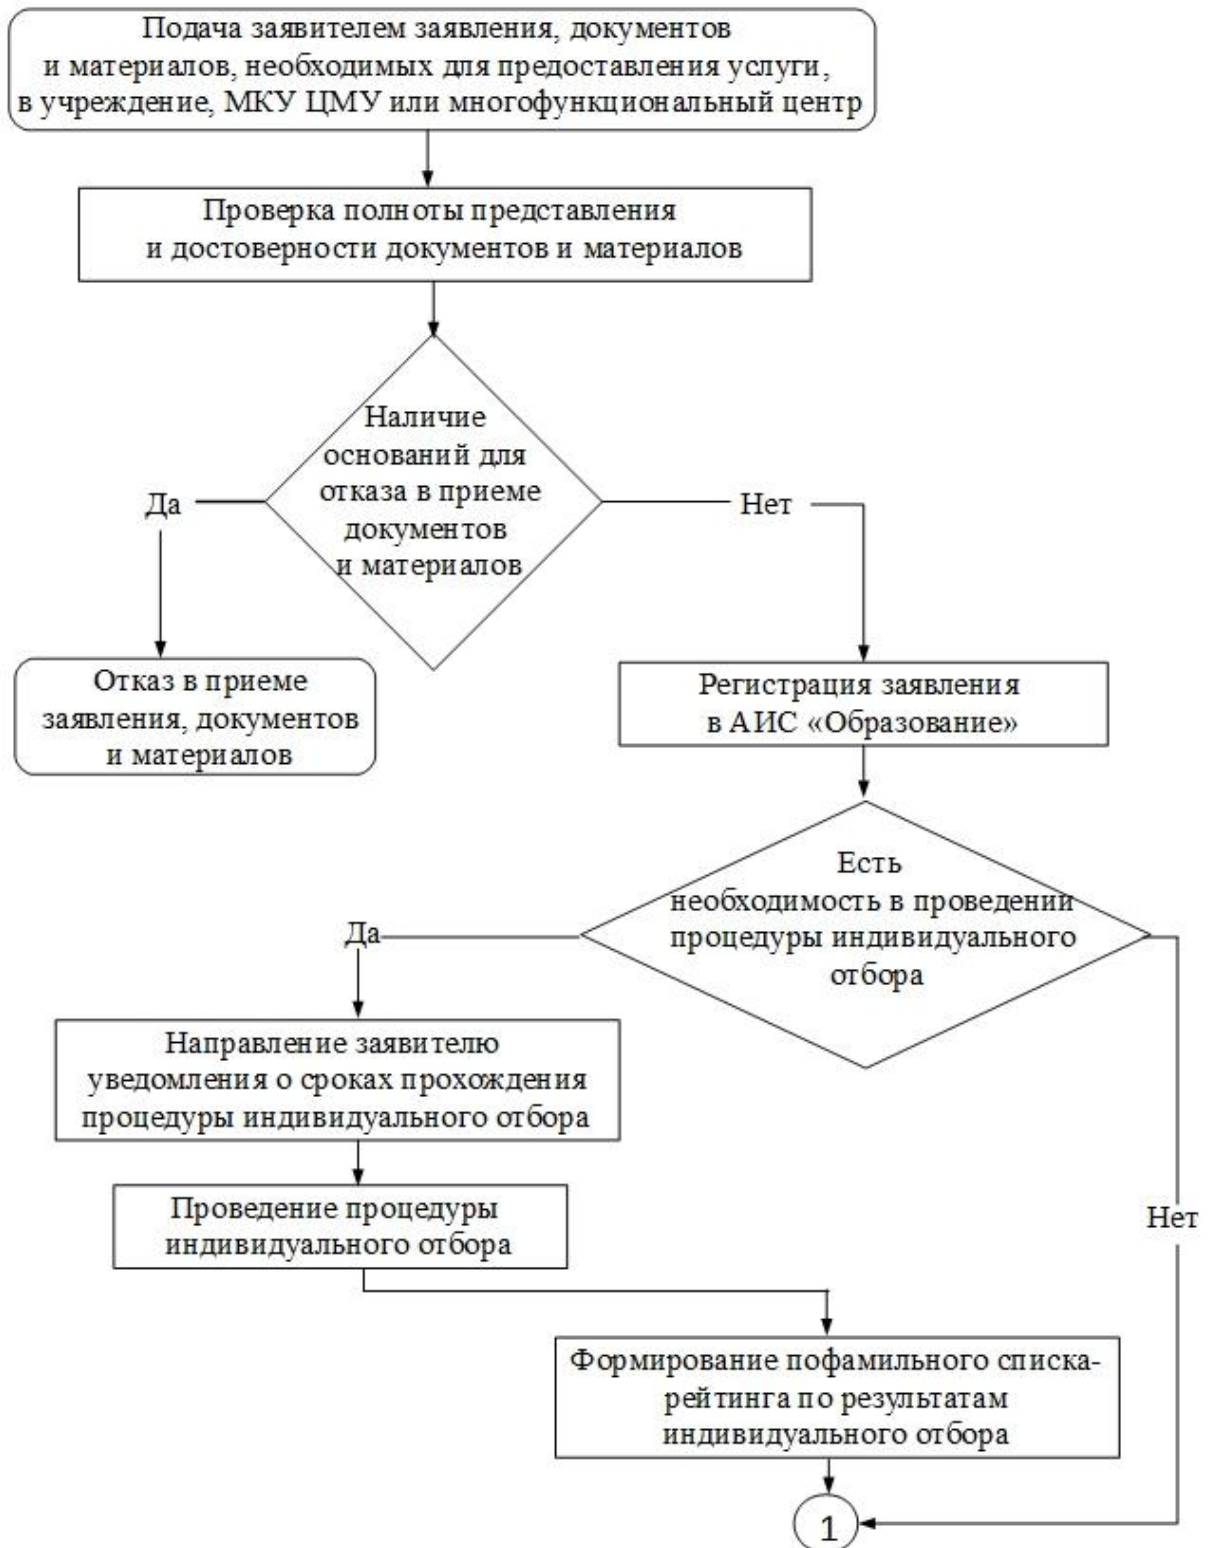 Подача заявителем заявления, документов
и материалов, необходимых для предоставления услуги,
в учреждение, МКУ ЦМУ или многофункциональный центр
Проверка полноты представления
и достоверности документов и материалов
Наличие
оснований для
отказа в приеме
документов
и материалов
Да
Нет
Отказ в приеме
заявления, документов
и материалов
Регистрация заявления
в АИС «Образование»
Есть
необходимость в проведении
процедуры индивидуального
отбора
Да
Направление заявителю
уведомления о сроках прохождения
процедуры индивидуального отбора
Проведение процедуры
индивидуального отбора
Нет
Формирование пофамильного списка-
рейтинга по результатам
индивидуального отбора
1